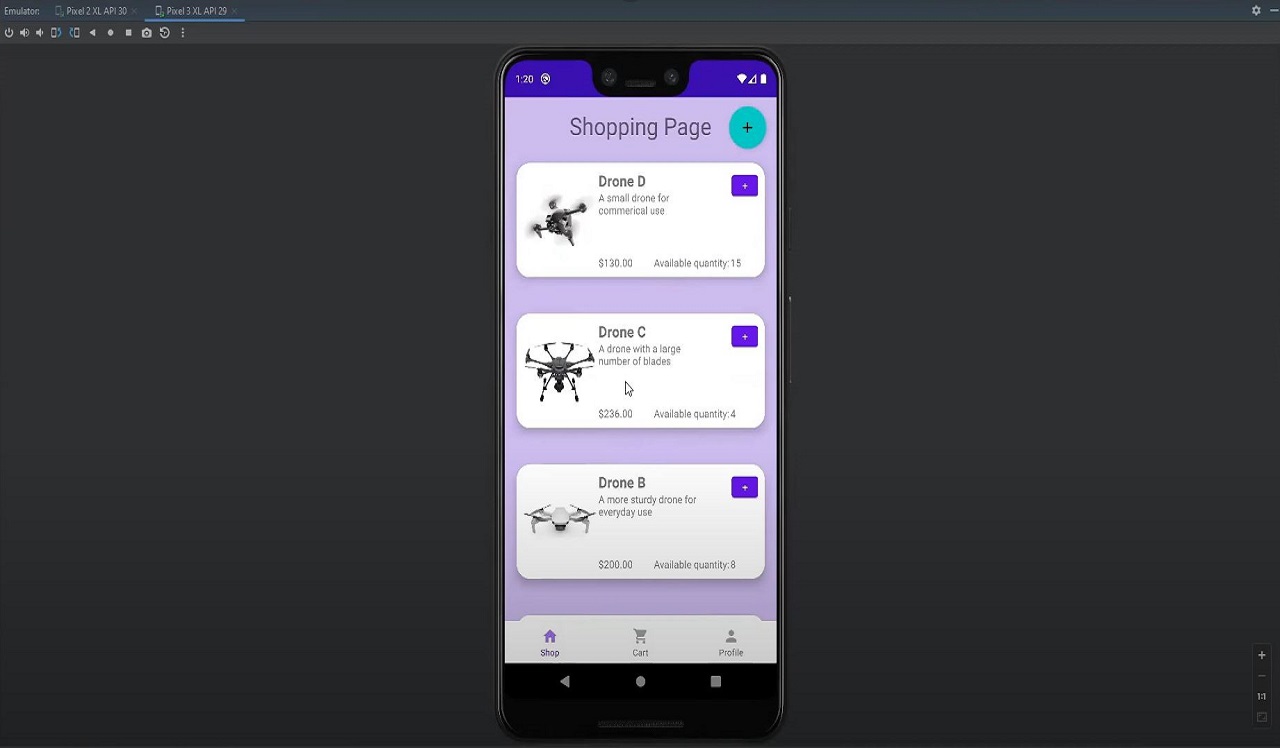 Emulator:
Pixel 2 XL API 30
Pixel 3 XL API 29
1:20
Shopping Page
+
Drone D
+
A small drone for
commerical use
$130.00
Available quantity: 15
Drone C
+
A drone with a large
number of blades
$236.00
Available quantity: 4
Drone B
+
A more sturdy drone for
everyday use
$200.00
Available quantity: 8
Shop
Cart
Profile
1:1